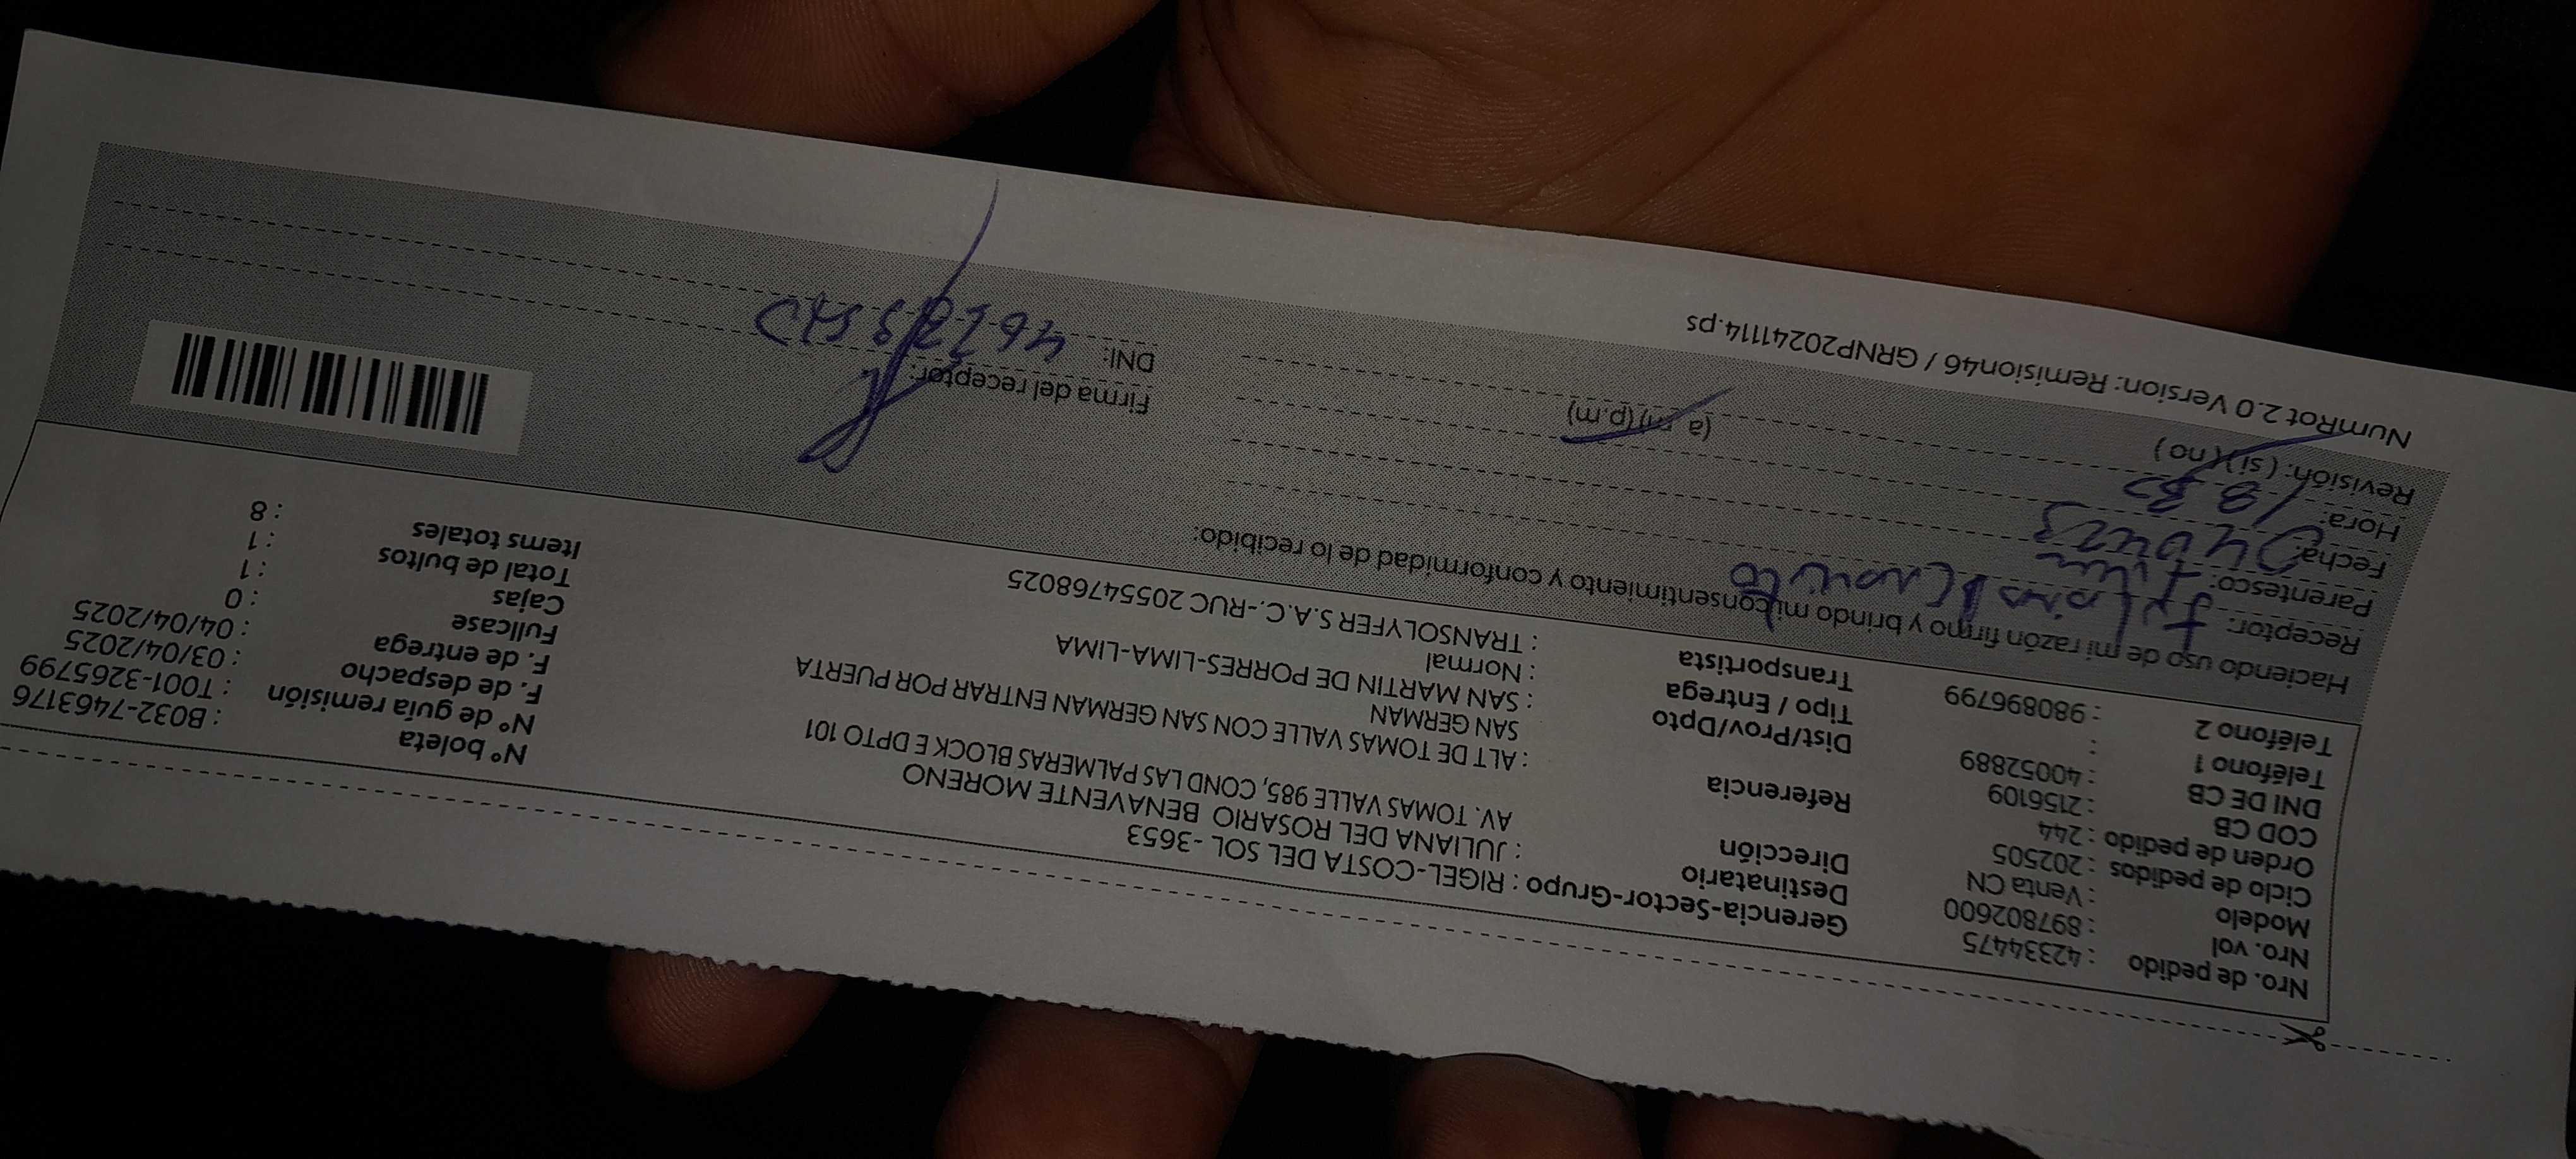 Nro. de pedido : 42334475
Nro. vol : 897802600
Modelo : Venta CN
Ciclo de pedidos : 202505
Orden de pedido : 244
COD CB : 2156109
DNI DE CB : 40052889
Teléfono 1 :
Teléfono 2 : 980896799
Gerencia-Sector-Grupo : RIGEL-COSTA DEL SOL -3653
Destinatario : JULIANA DEL ROSARIO BENAVENTE MORENO
Dirección AV. TOMAS VALLE 985, COND LAS PALMERAS BLOCK E DPTO 101
Referencia : ALT DE TOMAS VALLE CON SAN GERMAN ENTRAR POR PUERTA
SAN GERMAN
Dist/Prov/Dpto : SAN MARTIN DE PORRES-LIMA-LIMA
Tipo / Entrega : Normal
Transportista : TRANSOLYFER S.A.C.-RUC 20554768025
N° boleta : B032-7463176
N° de guía remisión : T001-3265799
F. de despacho : 03/04/2025
F. de entrega : 04/04/2025
Fullcase : 0
Cajas : 1
Total de bultos : 1
Items totales : 8
Haciendo uso de mi razón firmo y brindo mi consentimiento y conformidad de lo recibido:
Receptor:
Parentesco:
Fecha:
Hora: (a.m) (p.m)
Revisión: ( si ) ( no )
Firma del receptor:
DNI:
NumRot 2.0 Version: Remision46 / GRNP20241114.ps